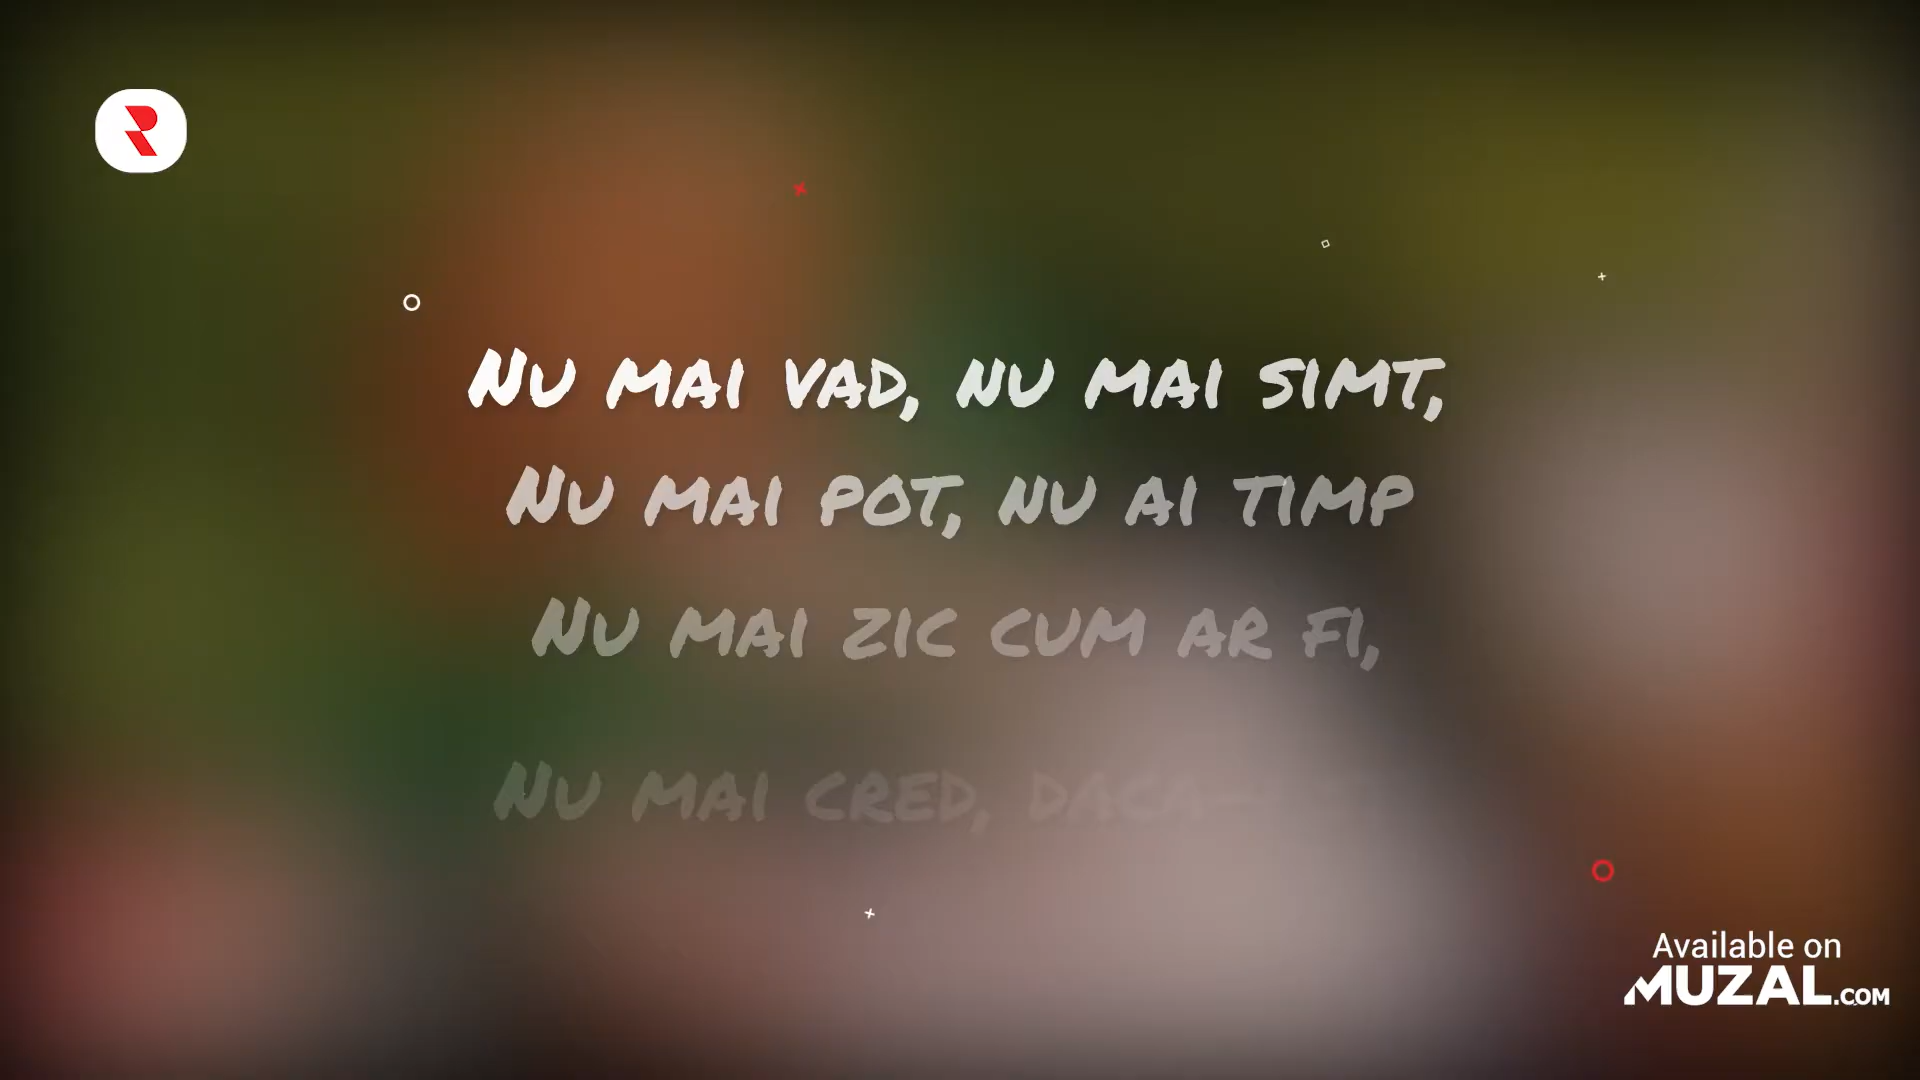 R
Nu mai vad, nu mai simt,
Nu mai pot, nu ai timp
Nu mai zic cum ar fi,
Nu mai cred, daca-
Available on
MUZAL.COM